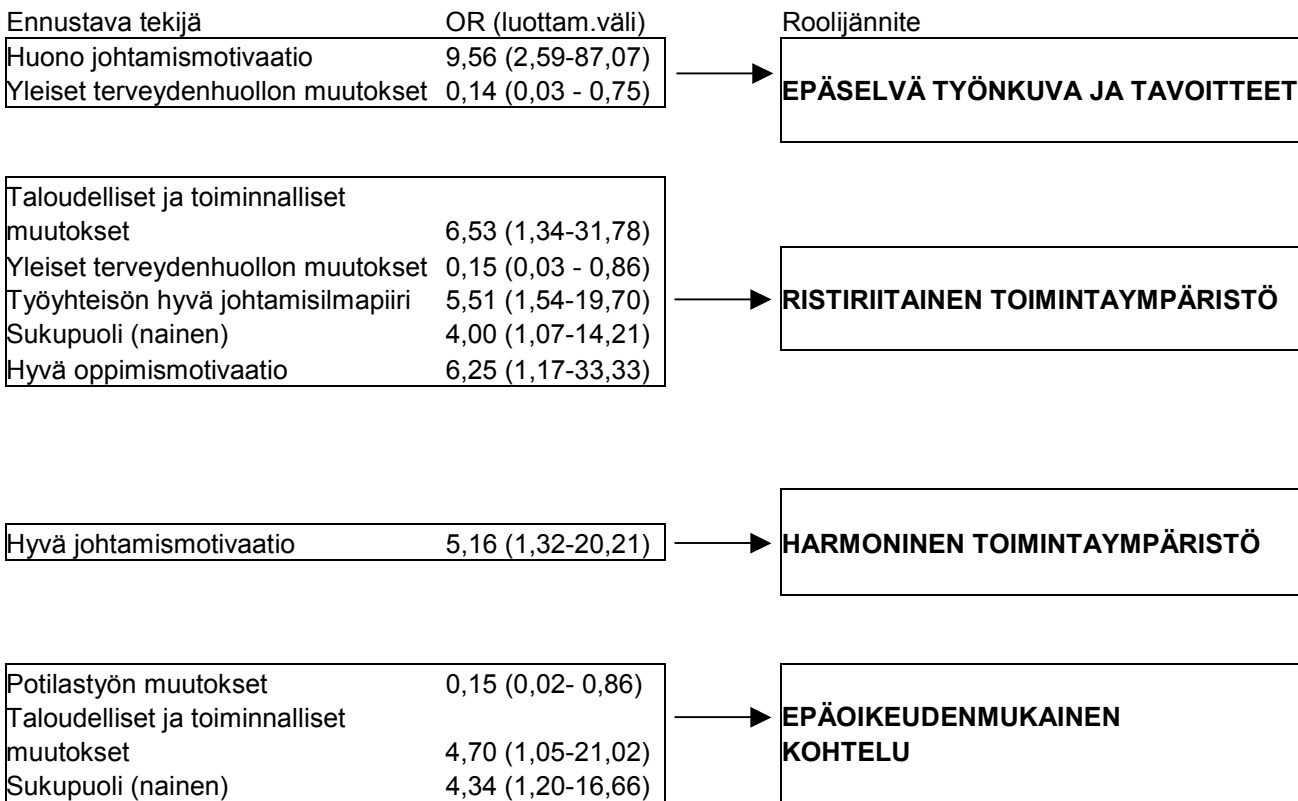 Ennustava tekijä OR (luottam.väli) Roolijännite
Huono johtamismotivaatio 9,56 (2,59-87,07)
Yleiset terveydenhuollon muutokset 0,14 (0,03 - 0,75)
EPÄSELVÄ TYÖNKUVA JA TAVOITTEET
Taloudelliset ja toiminnalliset
muutokset 6,53 (1,34-31,78)
Yleiset terveydenhuollon muutokset 0,15 (0,03 - 0,86)
Työyhteisön hyvä johtamisilmapiiri 5,51 (1,54-19,70)
Sukupuoli (nainen) 4,00 (1,07-14,21)
Hyvä oppimismotivaatio 6,25 (1,17-33,33)
RISTIRIITAINEN TOIMINTAYMPÄRISTÖ
Hyvä johtamismotivaatio 5,16 (1,32-20,21)
HARMONINEN TOIMINTAYMPÄRISTÖ
Potilastyön muutokset 0,15 (0,02- 0,86)
Taloudelliset ja toiminnalliset
muutokset 4,70 (1,05-21,02)
Sukupuoli (nainen) 4,34 (1,20-16,66)
EPÄOIKEUDENMUKAINEN
KOHTELU